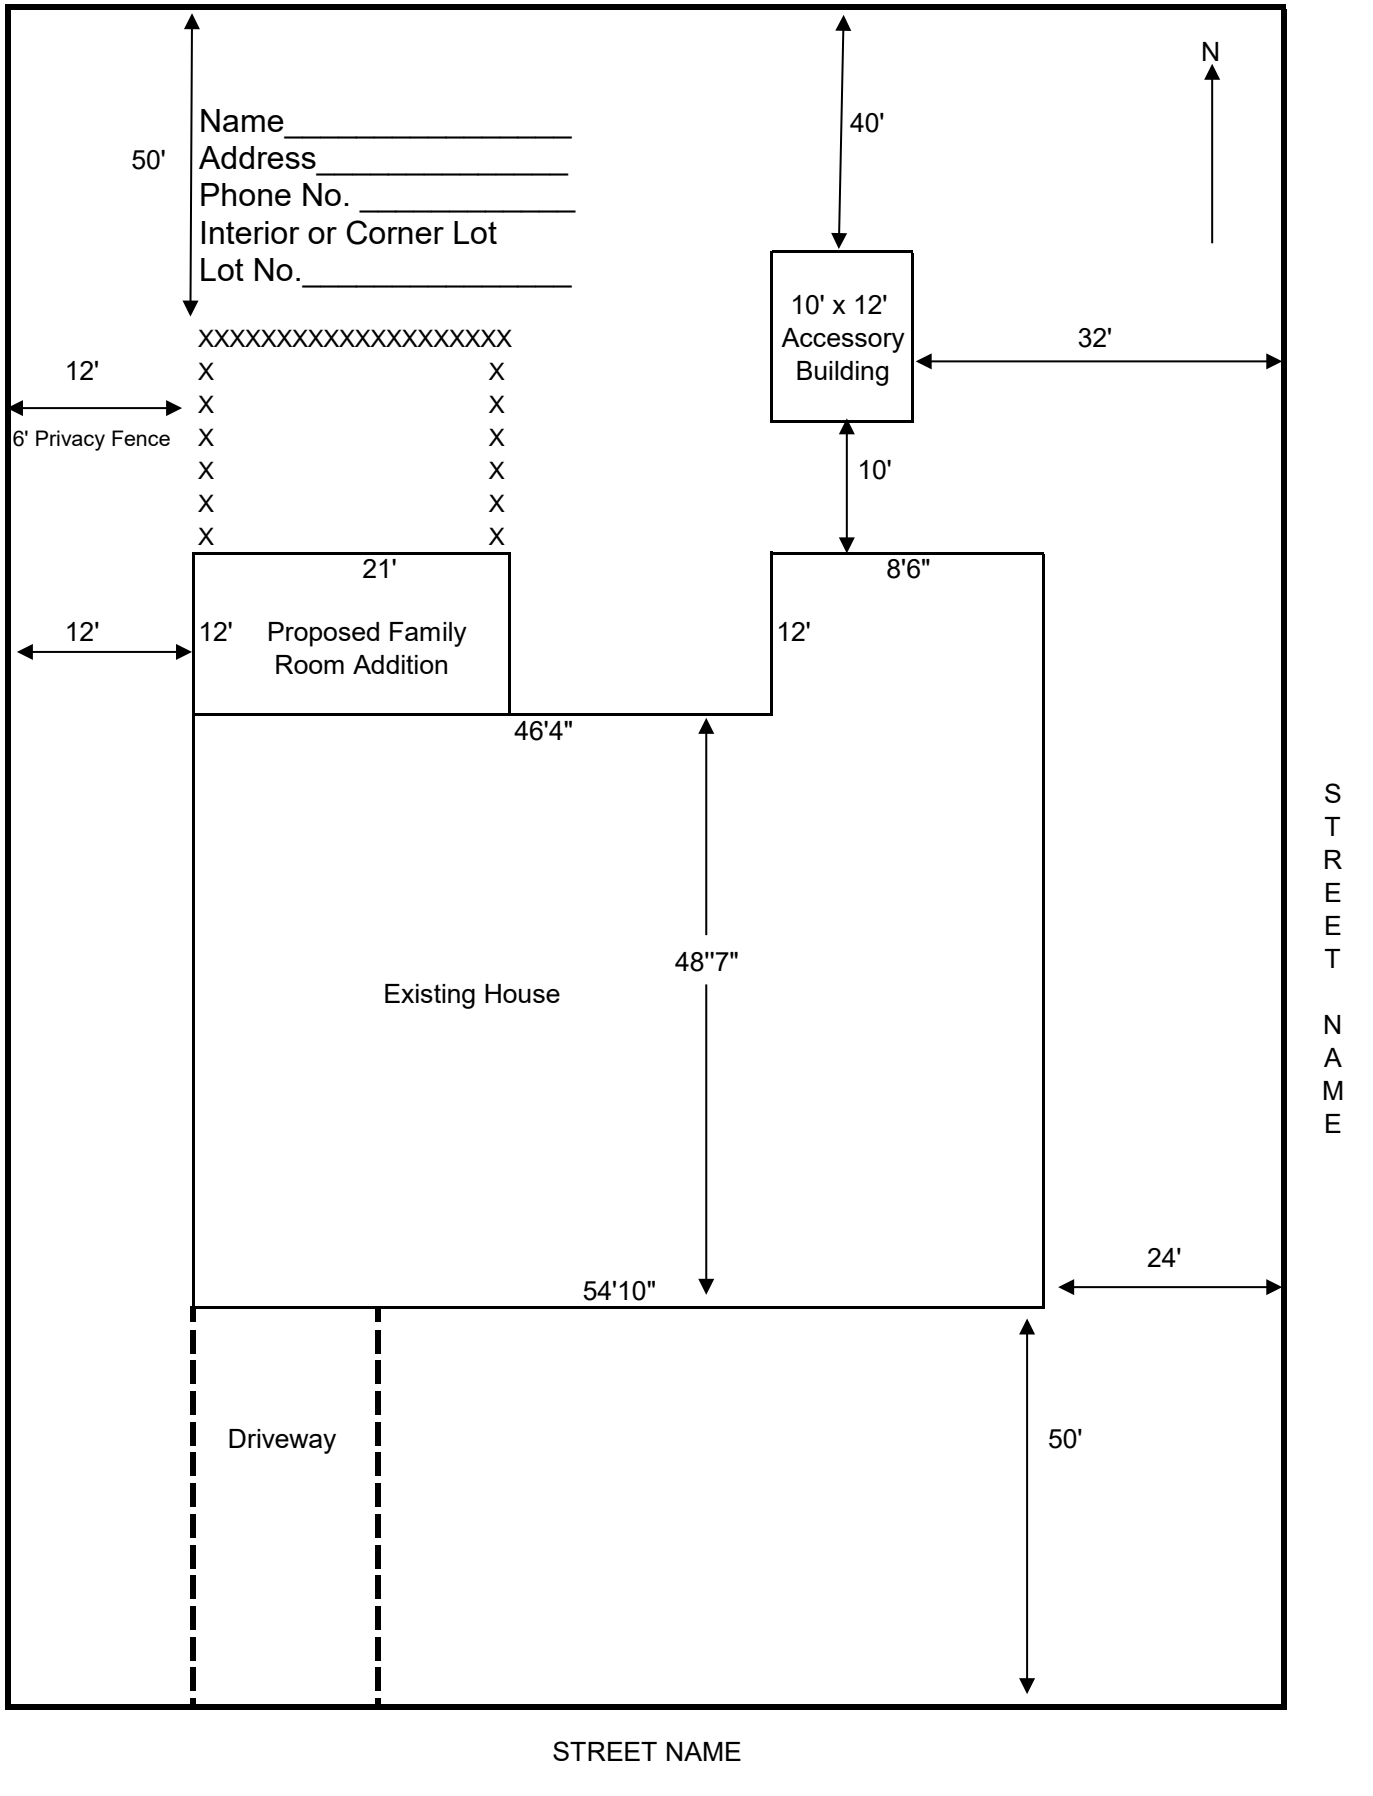 N
Name________________
Address______________
Phone No. ____________
Interior or Corner Lot
Lot No._______________
50'
40'
10' x 12'
Accessory
Building
32'
XXXXXXXXXXXXXXXXXXXX
12'
X X
X X
6' Privacy Fence
X X
X X
X X
X X
10'
21'
8'6"
12'
12'
Proposed Family
Room Addition
12'
46'4"
48"7"
Existing House
54'10"
24'
Driveway
50'
S
T
R
E
E
T
N
A
M
E
STREET NAME